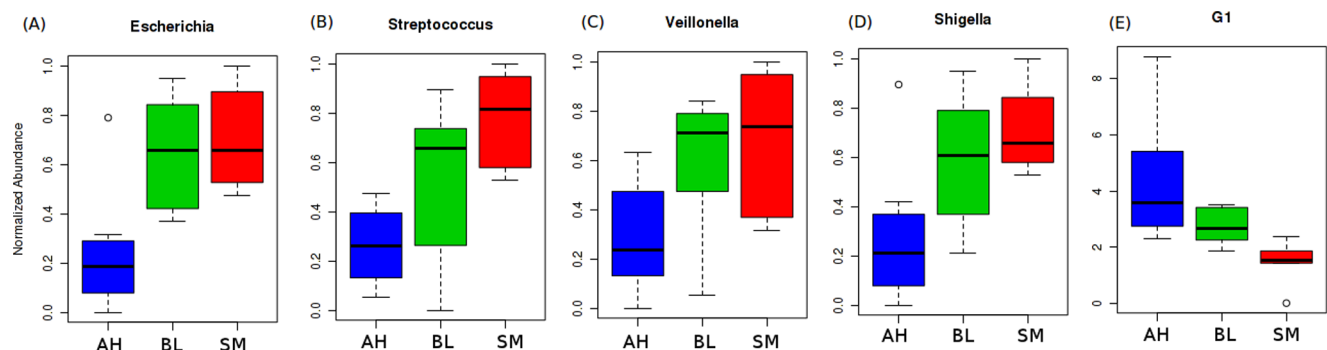 (A) Escherichia
Normalized Abundance
0.0 0.2 0.4 0.6 0.8 1.0
AH BL SM
(B) Streptococcus
0.0 0.2 0.4 0.6 0.8 1.0
AH BL SM
(C) Veillonella
0.0 0.2 0.4 0.6 0.8 1.0
AH BL SM
(D) Shigella
0.0 0.2 0.4 0.6 0.8 1.0
AH BL SM
(E) G1
0 2 4 6 8
AH BL SM